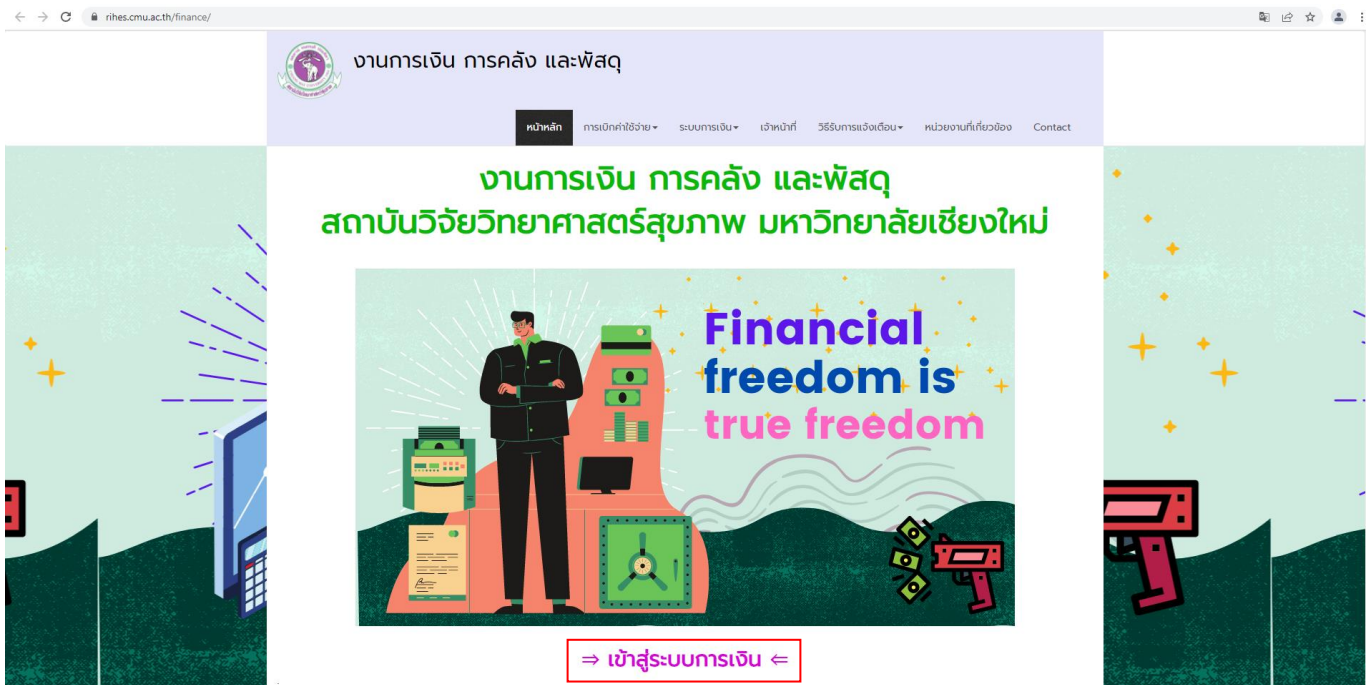 rihes.cmu.ac.th/finance/
งานการเงิน การคลัง และพัสดุ
หน้าหลัก การเบิกค่าใช้จ่าย ระบบการเงิน เจ้าหน้าที่ วิธีรับการแจ้งเตือน หน่วยงานที่เกี่ยวข้อง Contact
งานการเงิน การคลัง และพัสดุ
สถาบันวิจัยวิทยาศาสตร์สุขภาพ มหาวิทยาลัยเชียงใหม่
Financial
freedom is
true freedom
⇒ เข้าสู่ระบบการเงิน ⇐